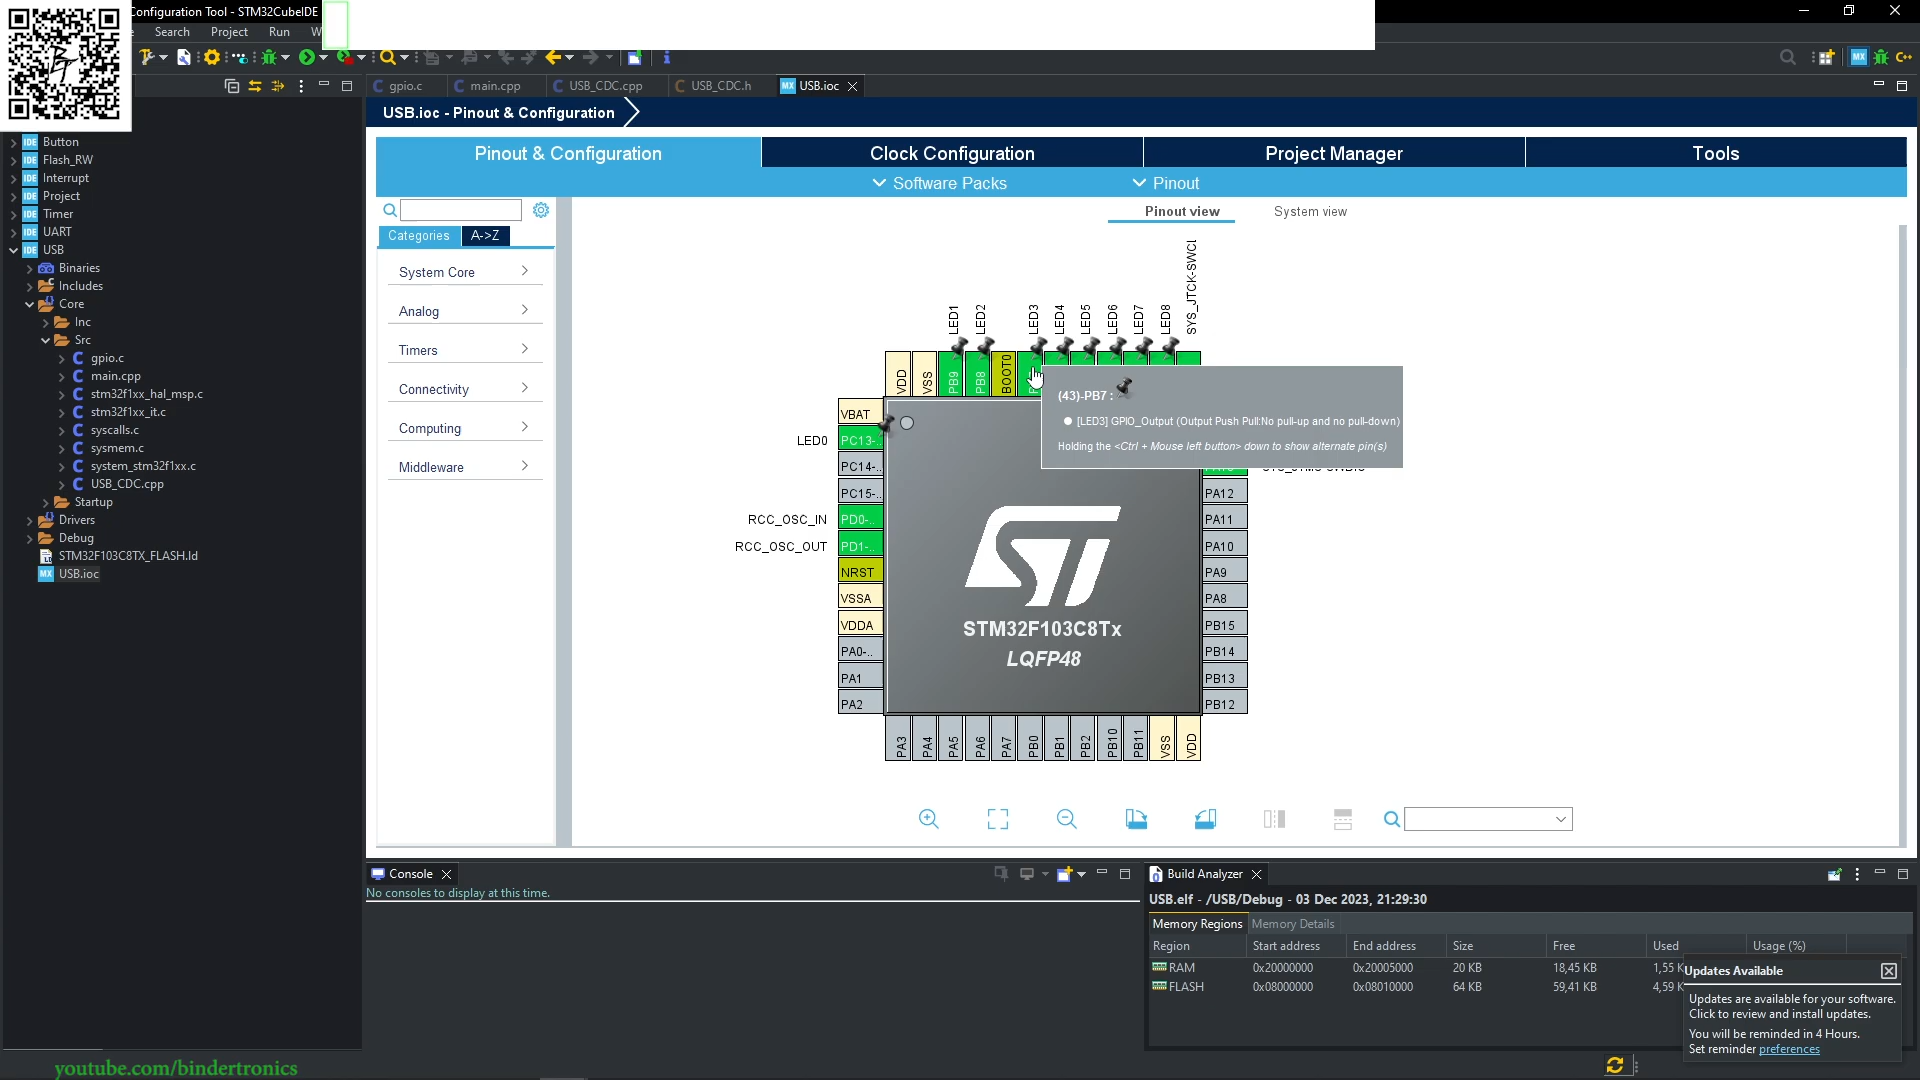 Configuration Tool - STM32CubeIDE
Search Project Run W
gpio.c main.cpp USB_CDC.cpp USB_CDC.h USB.ioc
USB.ioc - Pinout & Configuration
Pinout & Configuration Clock Configuration Project Manager Tools
Software Packs Pinout
Pinout view System view
Categories A->Z
System Core
Analog
Timers
Connectivity
Computing
Middleware
Button
Flash_RW
Interrupt
Project
Timer
UART
USB
Binaries
Includes
Core
Inc
Src
gpio.c
main.cpp
stm32f1xx_hal_msp.c
stm32f1xx_it.c
syscalls.c
sysmem.c
system_stm32f1xx.c
USB_CDC.cpp
Startup
Drivers
Debug
STM32F103C8TX_FLASH.ld
USB.ioc
LED1 LED2 LED3 LED4 LED5 LED6 LED7 LED8 SYS_JTCK-SWCL
VDD VSS PB9 PB8 BOOT0
(43)-PB7 :
[LED3] GPIO_Output (Output Push Pull:No pull-up and no pull-down)
Holding the <Ctrl + Mouse left button> down to show alternate pin(s)
VBAT
LED0 PC13-..
PC14-..
PC15-..
RCC_OSC_IN PD0-..
RCC_OSC_OUT PD1-..
NRST
VSSA
VDDA
PA0-..
PA1
PA2
PA12
PA11
PA10
PA9
PA8
PB15
PB14
PB13
PB12
ST
STM32F103C8Tx
LQFP48
PA3 PA4 PA5 PA6 PA7 PB0 PB1 PB2 PB10 PB11 VSS VDD
Console
No consoles to display at this time.
Build Analyzer
USB.elf - /USB/Debug - 03 Dec 2023, 21:29:30
Memory Regions Memory Details
Region Start address End address Size Free Used Usage (%)
RAM 0x20000000 0x20005000 20 KB 18,45 KB 1,55 K
FLASH 0x08000000 0x08010000 64 KB 59,41 KB 4,59 K
Updates Available
Updates are available for your software.
Click to review and install updates.
You will be reminded in 4 Hours.
Set reminder preferences
youtube.com/bindertronics